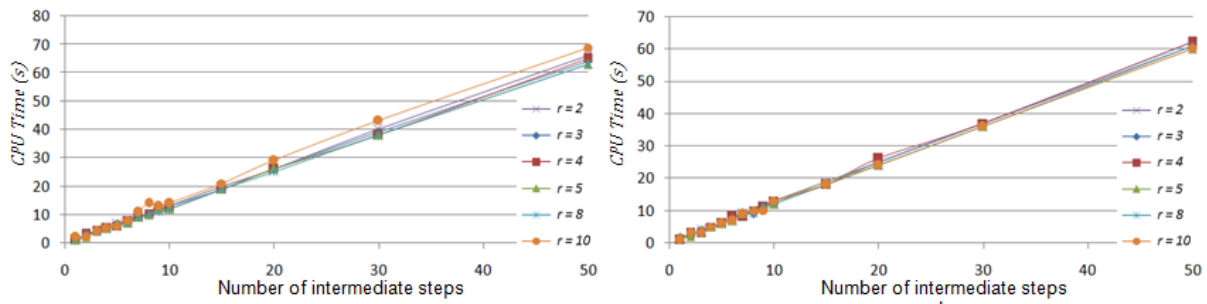 80
70
60
50
40
30
20
10
0
CPU Time (s)
0
10
20
30
40
50
Number of intermediate steps
r = 2
r = 3
r = 4
r = 5
r = 8
r = 10
70
60
50
40
30
20
10
0
CPU Time (s)
0
10
20
30
40
50
Number of intermediate steps
r = 2
r = 3
r = 4
r = 5
r = 8
r = 10